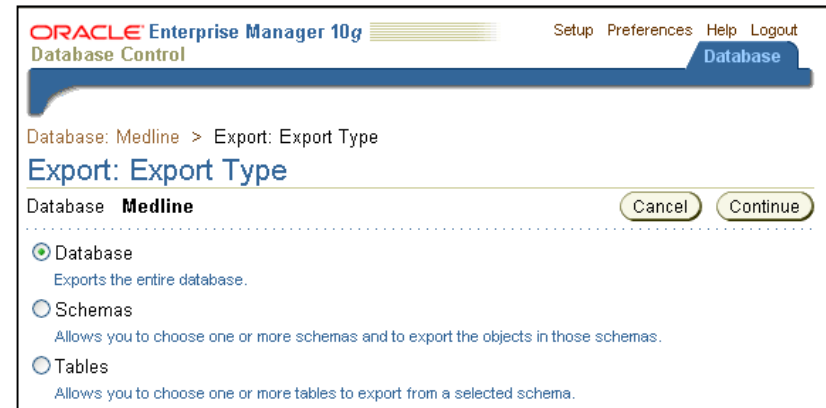 ORACLE Enterprise Manager 10g
Database Control
Setup Preferences Help Logout
Database
Database: Medline > Export: Export Type
Export: Export Type
Database Medline
Cancel Continue
Database
Exports the entire database.
Schemas
Allows you to choose one or more schemas and to export the objects in those schemas.
Tables
Allows you to choose one or more tables to export from a selected schema.